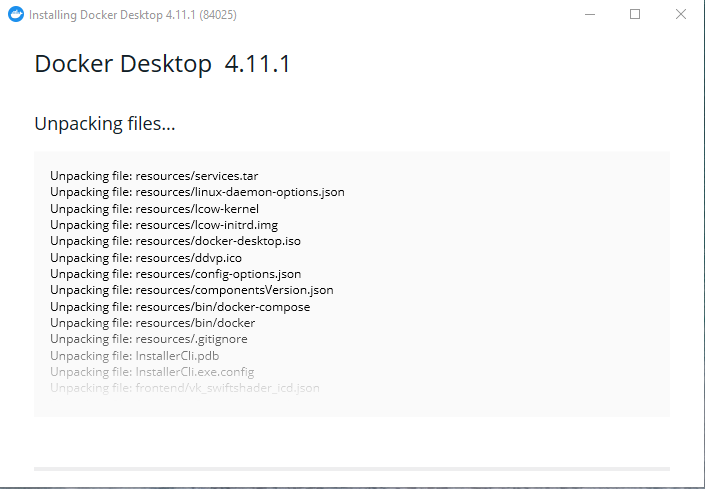 Installing Docker Desktop 4.11.1 (84025)
Docker Desktop 4.11.1
Unpacking files...
Unpacking file: resources/services.tar
Unpacking file: resources/linux-daemon-options.json
Unpacking file: resources/lcow-kernel
Unpacking file: resources/lcow-initrd.img
Unpacking file: resources/docker-desktop.iso
Unpacking file: resources/ddvp.ico
Unpacking file: resources/config-options.json
Unpacking file: resources/componentsVersion.json
Unpacking file: resources/bin/docker-compose
Unpacking file: resources/bin/docker
Unpacking file: resources/.gitignore
Unpacking file: InstallerCli.pdb
Unpacking file: InstallerCli.exe.config
Unpacking file: frontend/vk_swiftshader_icd.json